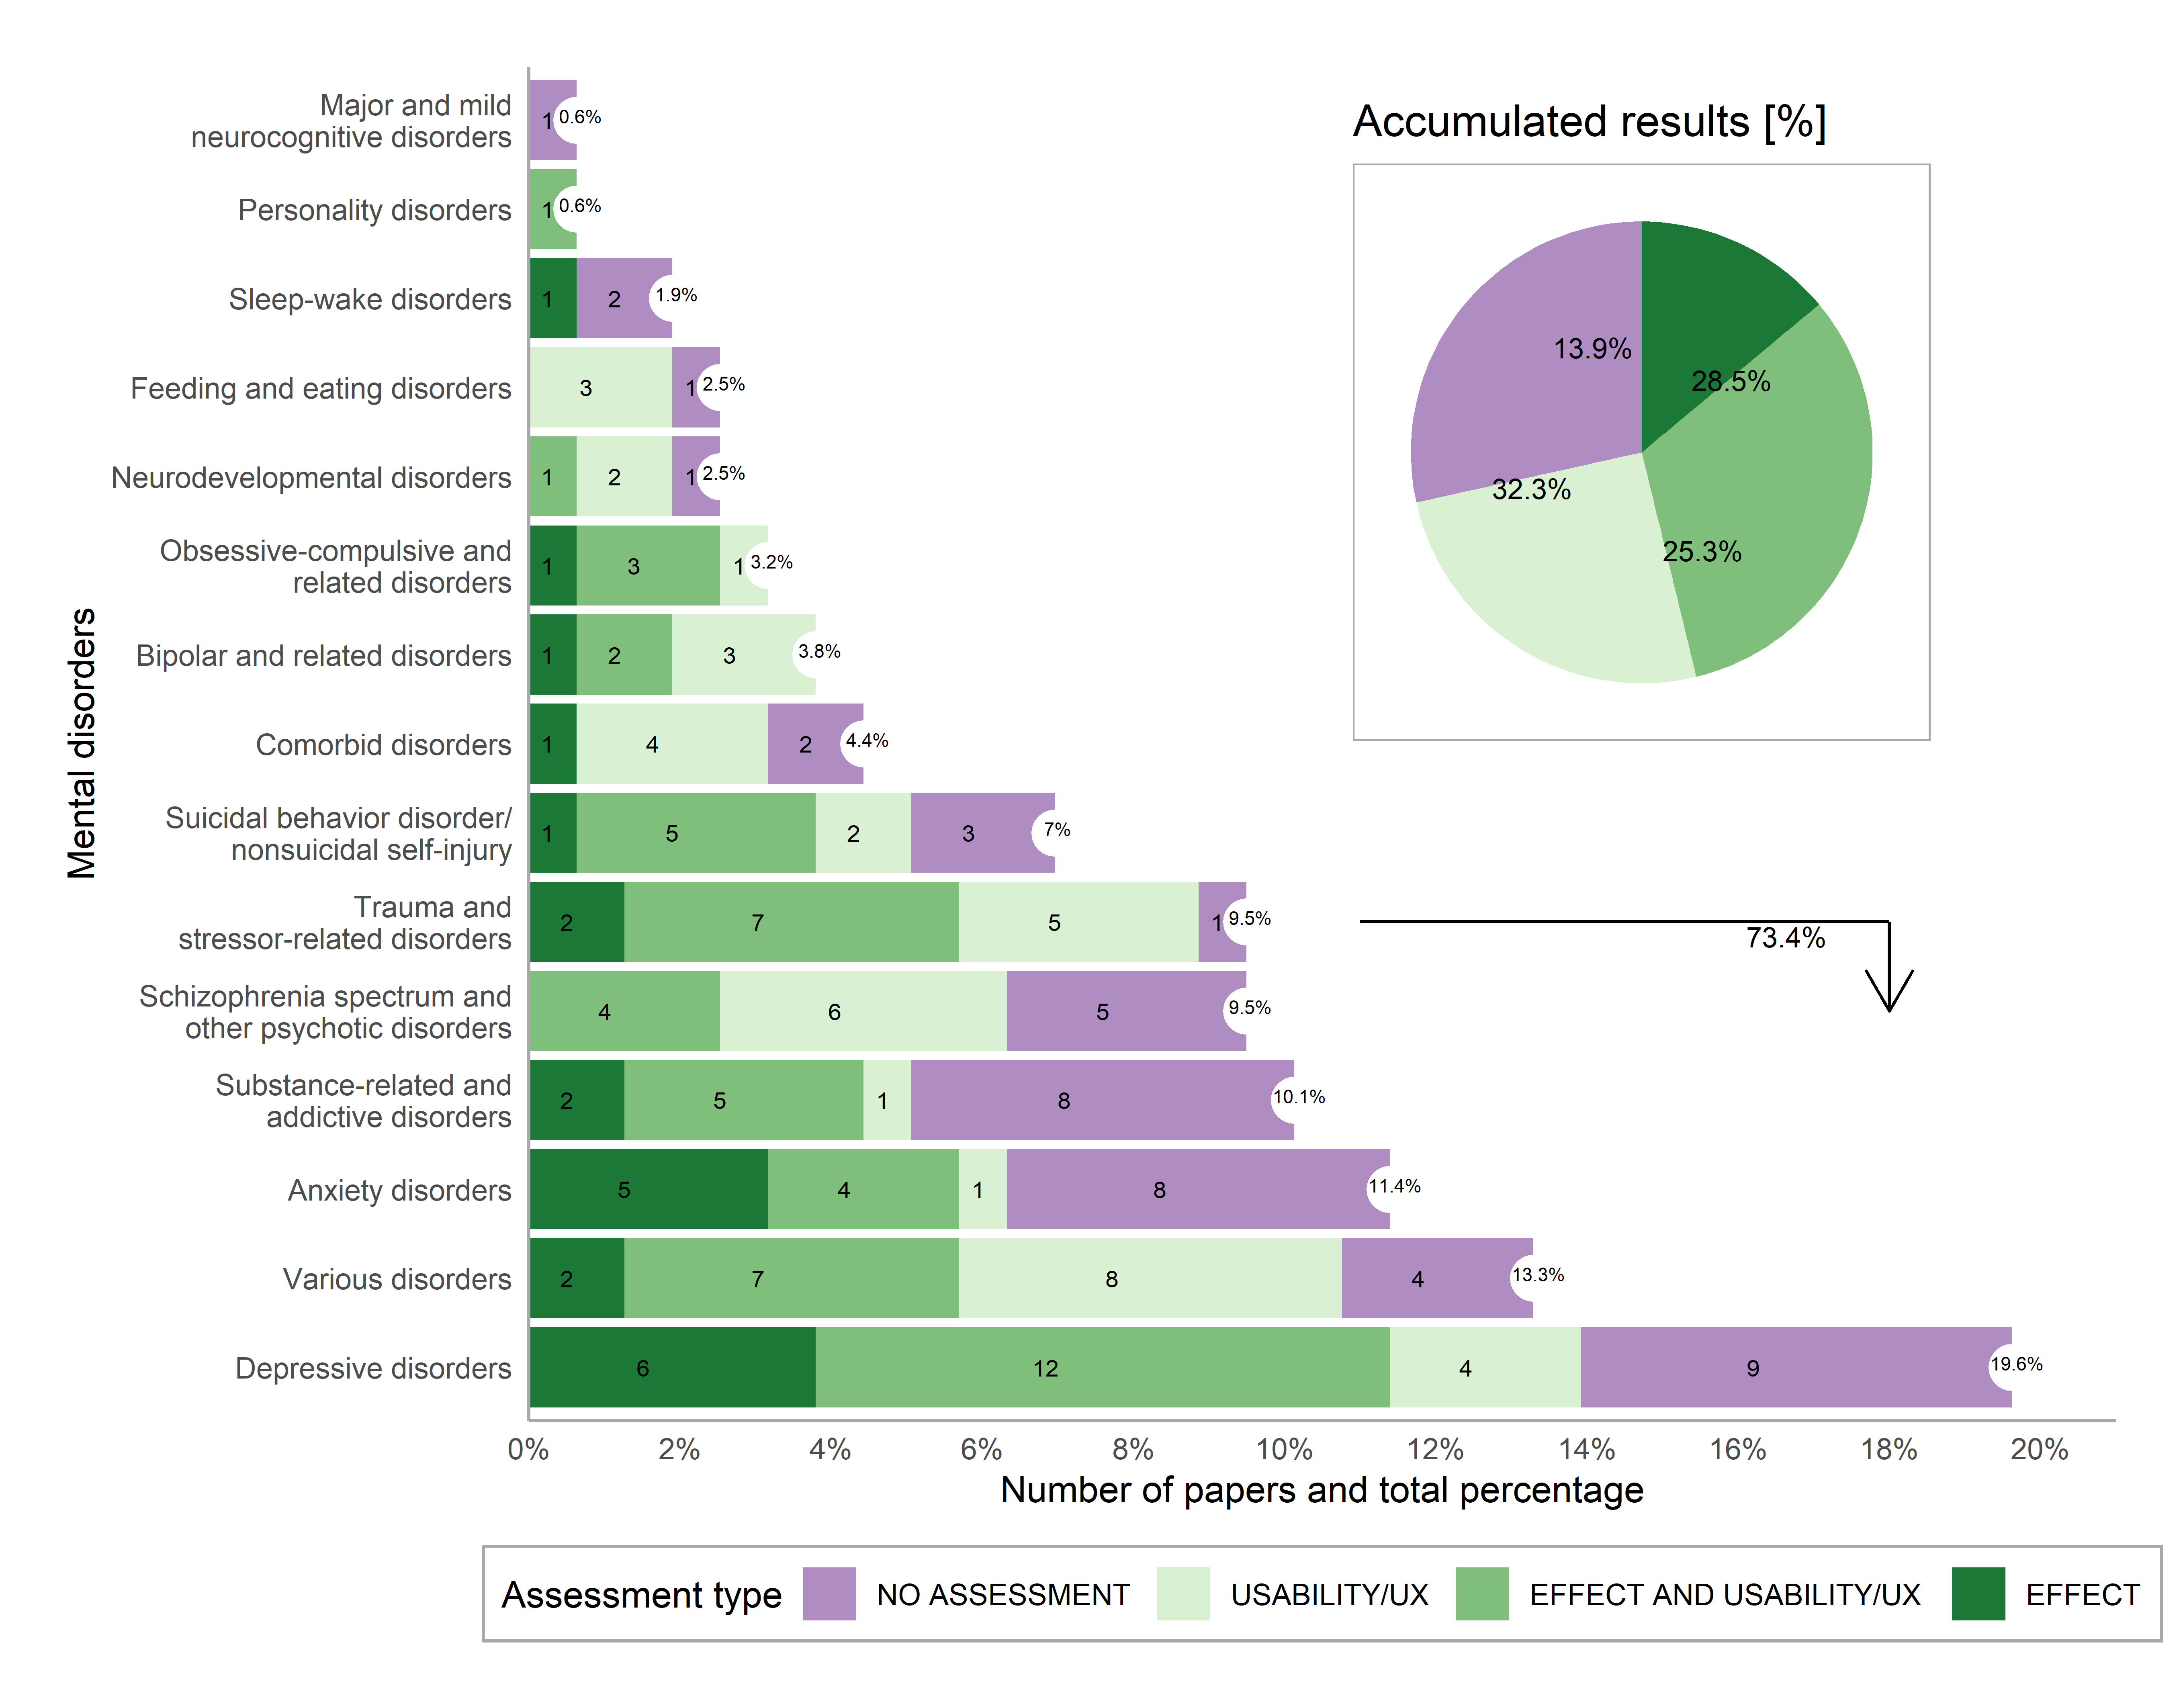 Major and mild
neurocognitive disorders
1 0.6%
Personality disorders
1 0.6%
Sleep-wake disorders
1 2 1.9%
Feeding and eating disorders
3 1 2.5%
Neurodevelopmental disorders
1 2 1 2.5%
Obsessive-compulsive and
related disorders
1 3 1 3.2%
Bipolar and related disorders
1 2 3 3.8%
Comorbid disorders
1 4 2 4.4%
Suicidal behavior disorder/
nonsuicidal self-injury
1 5 2 3 7%
Trauma and
stressor-related disorders
2 7 5 1 9.5%
Schizophrenia spectrum and
other psychotic disorders
4 6 5 9.5%
Substance-related and
addictive disorders
2 5 1 8 10.1%
Anxiety disorders
5 4 1 8 11.4%
Various disorders
2 7 8 4 13.3%
Depressive disorders
6 12 4 9 19.6%
Mental disorders
0% 2% 4% 6% 8% 10% 12% 14% 16% 18% 20%
Number of papers and total percentage
Accumulated results [%]
13.9%
28.5%
32.3%
25.3%
73.4%
Assessment type NO ASSESSMENT USABILITY/UX EFFECT AND USABILITY/UX EFFECT